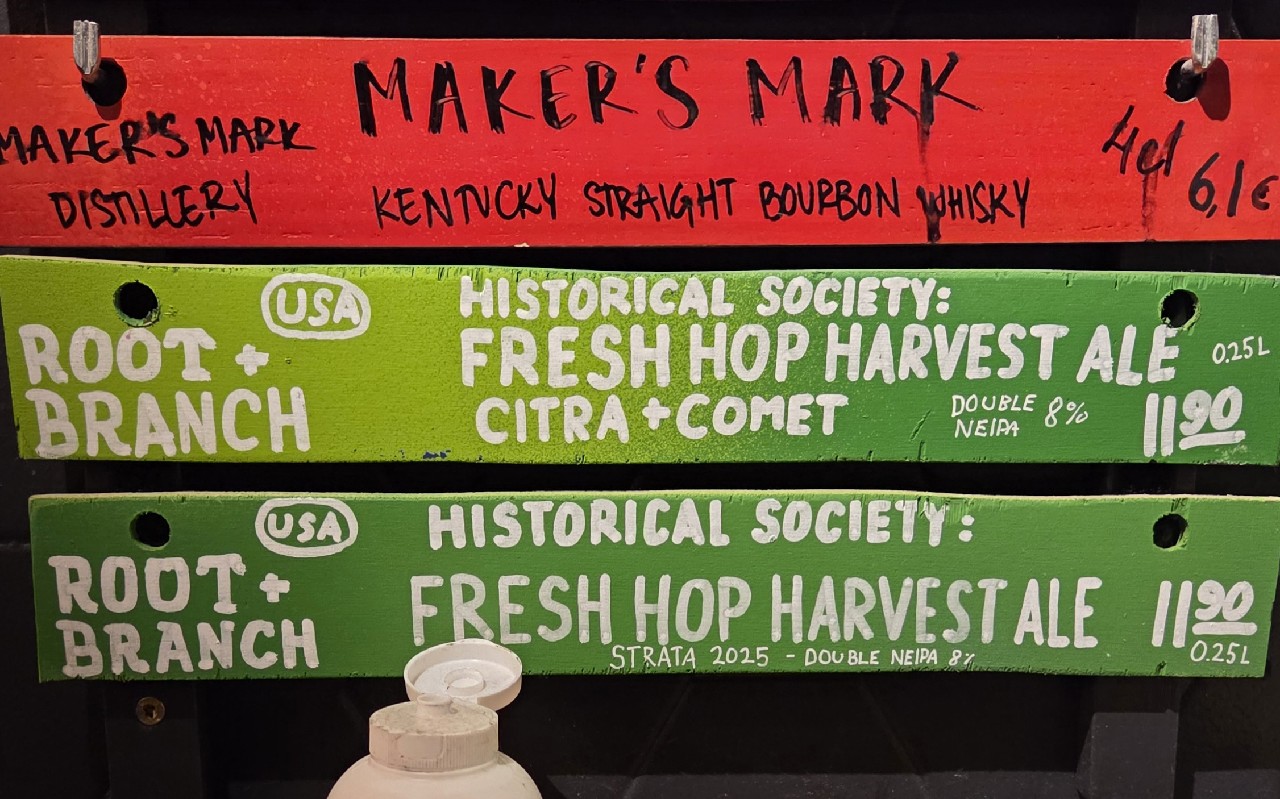 MAKER'S MARK
MAKER'S MARK
DISTILLERY
KENTUCKY STRAIGHT BOURBON WHISKY
4cl
6,1€
USA
ROOT +
BRANCH
HISTORICAL SOCIETY:
FRESH HOP HARVEST ALE
CITRA + COMET
DOUBLE
NEIPA
8%
0.25L
11 90
USA
ROOT +
BRANCH
HISTORICAL SOCIETY:
FRESH HOP HARVEST ALE
STRATA 2025 - DOUBLE NEIPA 8%
11 90
0.25L